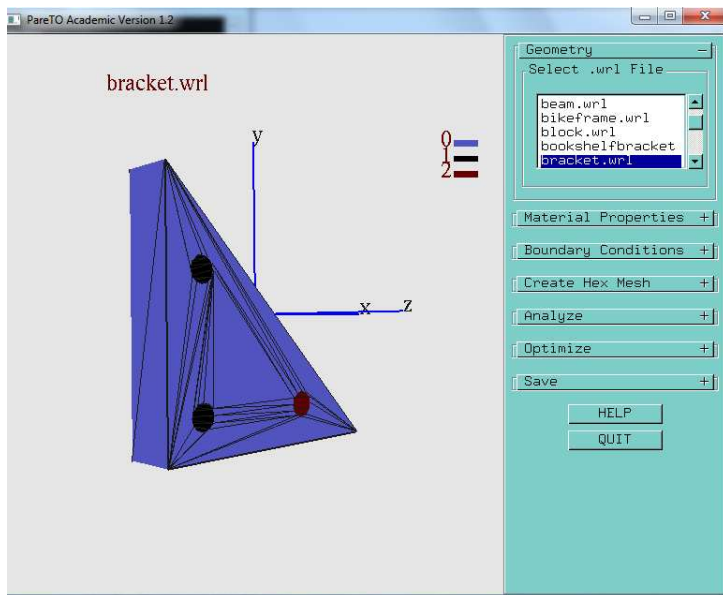 PareTO Academic Version 1.2
bracket.wrl
y
0
1
2
x
z
Geometry
Select .wrl File
beam.wrl
bikeframe.wrl
block.wrl
bookshelfbracket
bracket.wrl
Material Properties +
Boundary Conditions +
Create Hex Mesh +
Analyze +
Optimize +
Save +
HELP
QUIT